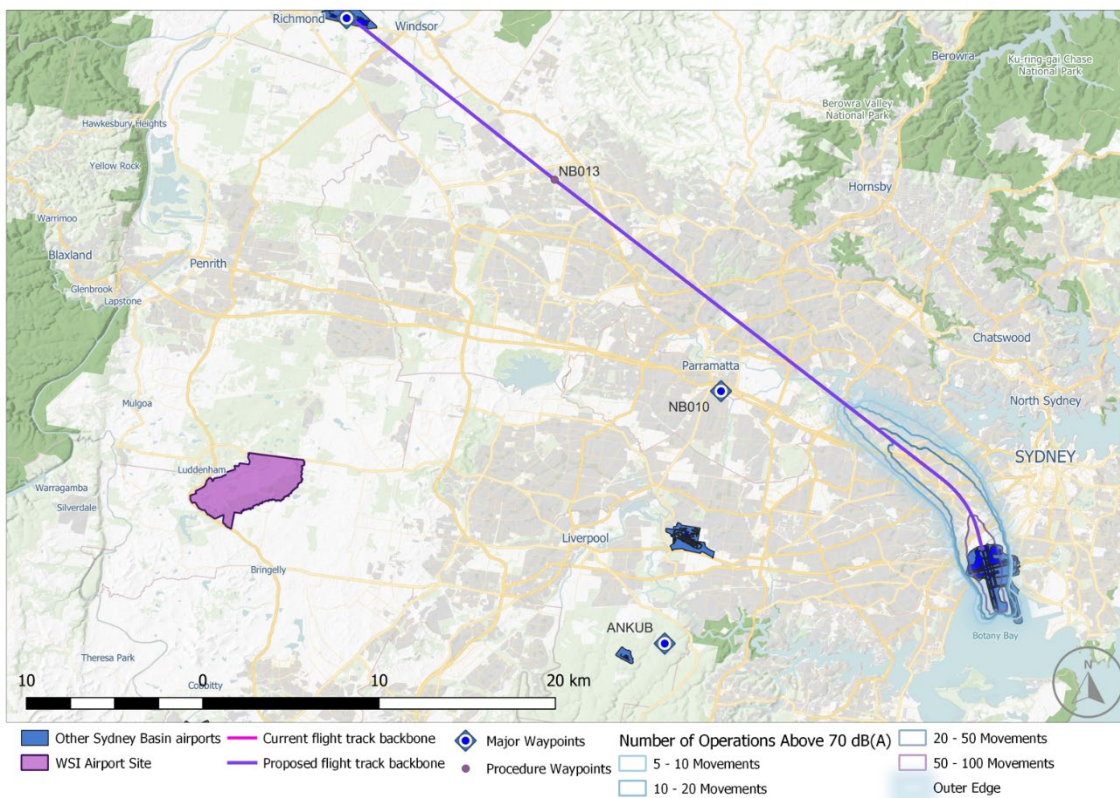 Richmond
Windsor
Berowra
Ku-ring-gai Chase
National Park
Berowra Valley
National Park
Hawkesbury Heights
Yellow Rock
NB013
Hornsby
Warrimoo
Blaxland
Penrith
Glenbrook
Lapstone
Chatswood
Parramatta
NB010
North Sydney
Mulgoa
SYDNEY
Luddenham
Warragamba
Silverdale
Liverpool
Bringelly
ANKUB
Botany Bay
Theresa Park
N
Cobbitty
10 0 10 20 km
Other Sydney Basin airports
WSI Airport Site
Current flight track backbone
Proposed flight track backbone
Major Waypoints
Procedure Waypoints
Number of Operations Above 70 dB(A)
5 - 10 Movements
10 - 20 Movements
20 - 50 Movements
50 - 100 Movements
Outer Edge